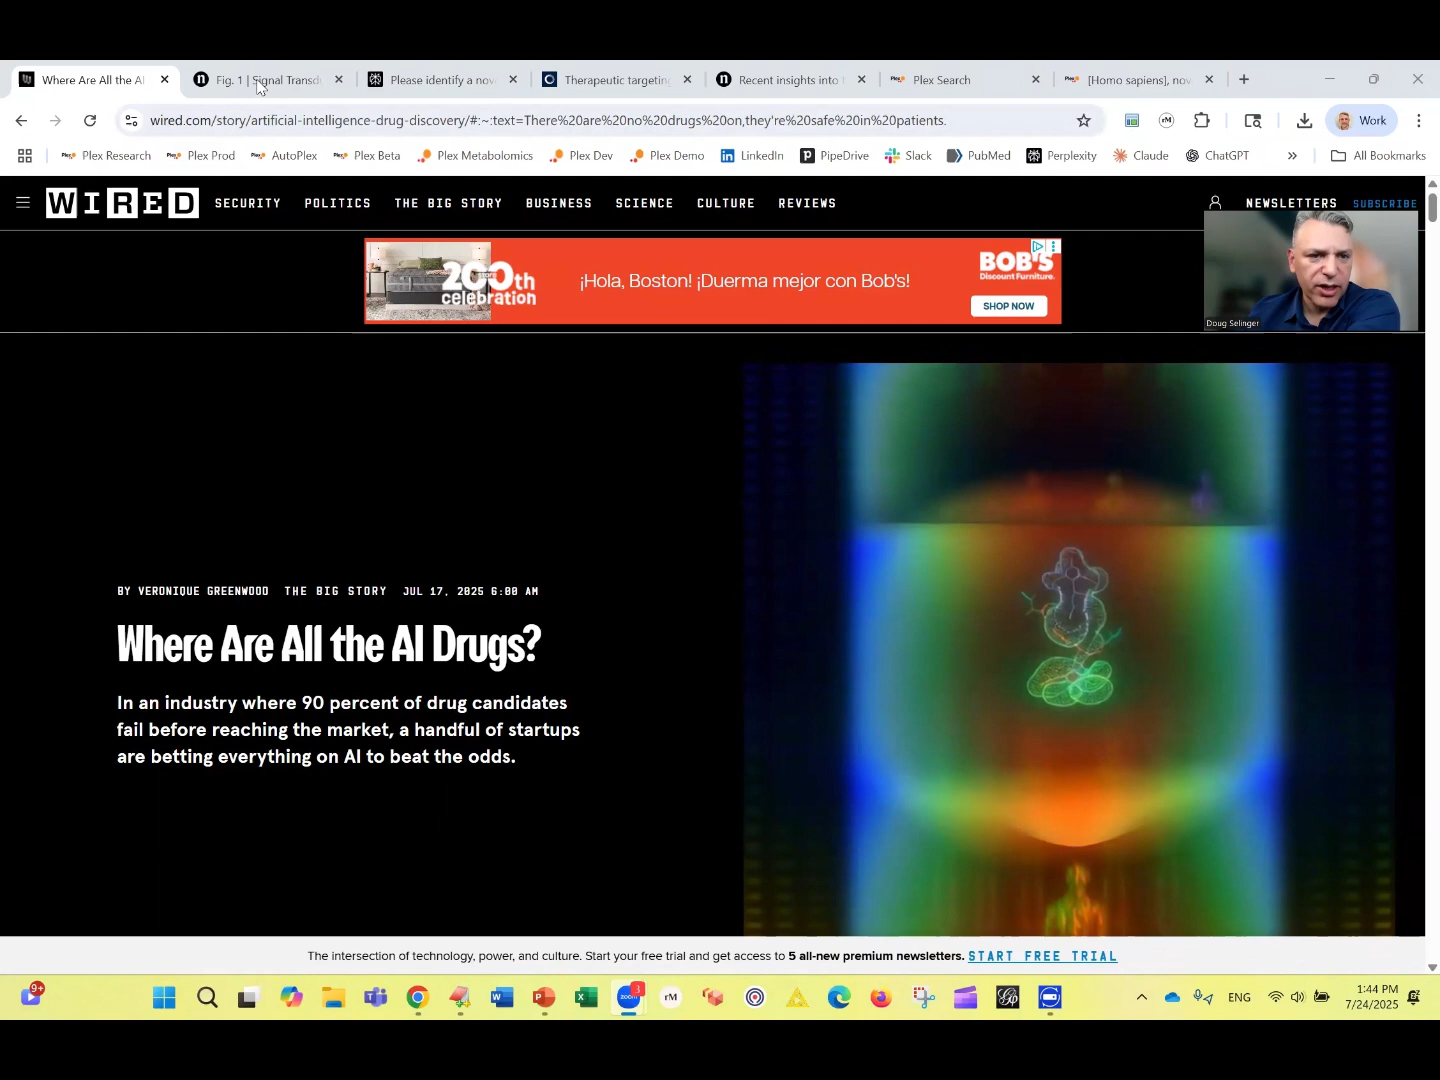 Where Are All the AI
Fig. 1 | Signal Transdu
Please identify a nov
Therapeutic targeting
Recent insights into t
Plex Search
[Homo sapiens], nov
wired.com/story/artificial-intelligence-drug-discovery/#:~:text=There%20are%20no%20drugs%20on,they're%20safe%20in%20patients.
rM
Work
Plex Research
Plex Prod
AutoPlex
Plex Beta
Plex Metabolomics
Plex Dev
Plex Demo
LinkedIn
PipeDrive
Slack
PubMed
Perplexity
Claude
ChatGPT
All Bookmarks
WIRED
SECURITY
POLITICS
THE BIG STORY
BUSINESS
SCIENCE
CULTURE
REVIEWS
NEWSLETTERS
SUBSCRIBE
200th
celebration
¡Hola, Boston! ¡Duerma mejor con Bob's!
BOB'S
Discount Furniture.
SHOP NOW
Doug Selinger
BY VERONIQUE GREENWOOD THE BIG STORY JUL 17, 2025 6:00 AM
Where Are All the AI Drugs?
In an industry where 90 percent of drug candidates
fail before reaching the market, a handful of startups
are betting everything on AI to beat the odds.
The intersection of technology, power, and culture. Start your free trial and get access to 5 all-new premium newsletters. START FREE TRIAL
9+
zoom
3
rM
ENG
1:44 PM
7/24/2025